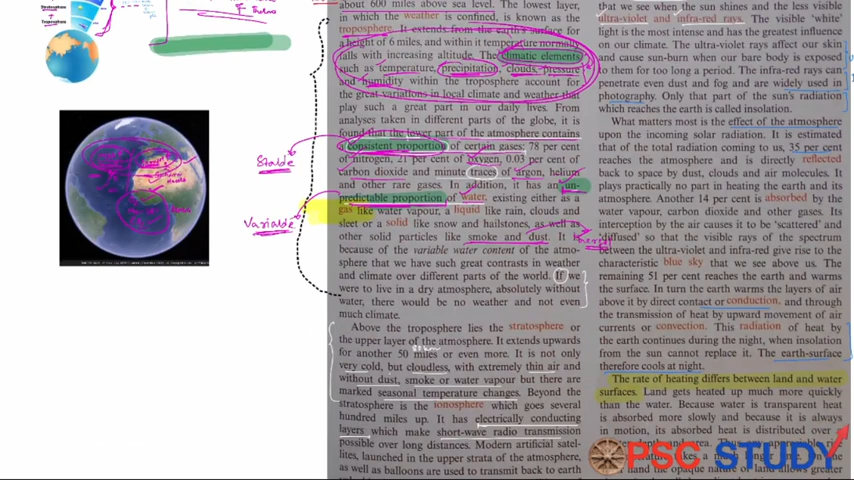 about 600 miles above sea level. The lowest layer,
in which the weather is confined, is known as the
troposphere. It extends from the earth's surface for
a height of 6 miles, and within it temperature normally
falls with increasing altitude. The climatic elements
such as temperature, precipitation, clouds, pressure
and humidity within the troposphere account for
the great variations in local climate and weather that
play such a great part in our daily lives. From
analyses taken in different parts of the globe, it is
found that the lower part of the atmosphere contains
a consistent proportion of certain gases: 78 per cent
of nitrogen, 21 per cent of oxygen, 0.03 per cent of
carbon dioxide and minute traces of argon, helium
and other rare gases. In addition, it has an un-
predictable proportion of water, existing either as a
gas like water vapour, a liquid like rain, clouds and
sleet or a solid like snow and hailstones, as well as
other solid particles like smoke and dust. It is
because of the variable water content of the atmo-
sphere that we have such great contrasts in weather
and climate over different parts of the world. If we
were to live in a dry atmosphere, absolutely without
water, there would be no weather and not even
much climate.
Above the troposphere lies the stratosphere or
the upper layer of the atmosphere. It extends upwards
for another 50 miles or even more. It is not only
very cold, but cloudless, with extremely thin air and
without dust, smoke or water vapour but there are
marked seasonal temperature changes. Beyond the
stratosphere is the ionosphere which goes several
hundred miles up. It has electrically conducting
layers which make short-wave radio transmission
possible over long distances. Modern artificial satel-
lites, launched in the upper strata of the atmosphere,
as well as balloons are used to transmit back to earth
that we see when the sun shines and the less visible
ultra-violet and infra-red rays. The visible 'white'
light is the most intense and has the greatest influence
on our climate. The ultra-violet rays affect our skin
and cause sun-burn when our bare body is exposed
to them for too long a period. The infra-red rays can
penetrate even dust and fog and are widely used in
photography. Only that part of the sun's radiation
which reaches the earth is called insolation.
What matters most is the effect of the atmosphere
upon the incoming solar radiation. It is estimated
that of the total radiation coming to us, 35 per cent
reaches the atmosphere and is directly reflected
back to space by dust, clouds and air molecules. It
plays practically no part in heating the earth and its
atmosphere. Another 14 per cent is absorbed by the
water vapour, carbon dioxide and other gases. Its
interception by the air causes it to be 'scattered' and
'diffused' so that the visible rays of the spectrum
between the ultra-violet and infra-red give rise to the
characteristic blue sky that we see above us. The
remaining 51 per cent reaches the earth and warms
the surface. In turn the earth warms the layers of air
above it by direct contact or conduction, and through
the transmission of heat by upward movement of air
currents or convection. This radiation of heat by
the earth continues during the night, when insolation
from the sun cannot replace it. The earth-surface
therefore cools at night.
The rate of heating differs between land and water
surfaces. Land gets heated up much more quickly
than the water. Because water is transparent heat
is absorbed more slowly and because it is always
in motion, its absorbed heat is distributed over a
Stable
Variable
PSC STUDY